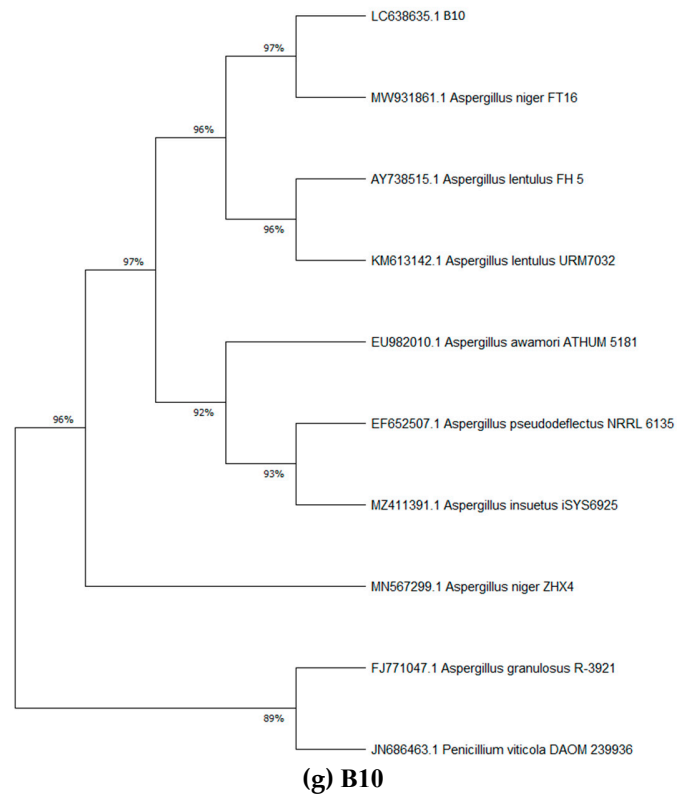 LC638635.1 B10
97%
MW931861.1 Aspergillus niger FT16
96%
AY738515.1 Aspergillus lentulus FH 5
96%
KM613142.1 Aspergillus lentulus URM7032
97%
EU982010.1 Aspergillus awamori ATHUM 5181
92%
96%
EF652507.1 Aspergillus pseudodeflectus NRRL 6135
93%
MZ411391.1 Aspergillus insuetus iSYS6925
MN567299.1 Aspergillus niger ZHX4
FJ771047.1 Aspergillus granulosus R-3921
89%
JN686463.1 Penicillium viticola DAOM 239936
(g) B10